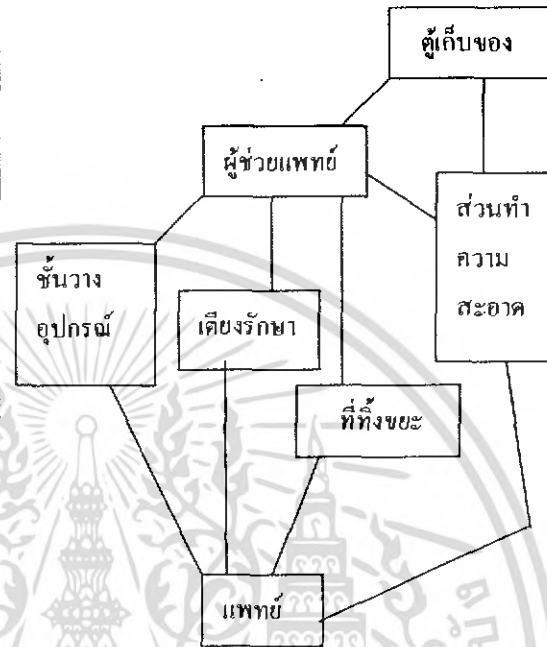 ตู้เก็บของ
ผู้ช่วยแพทย์
ส่วนทำ
ความ
สะอาด
ชั้นวาง
อุปกรณ์
เตียงรักษา
ที่ทิ้งขยะ
แพทย์